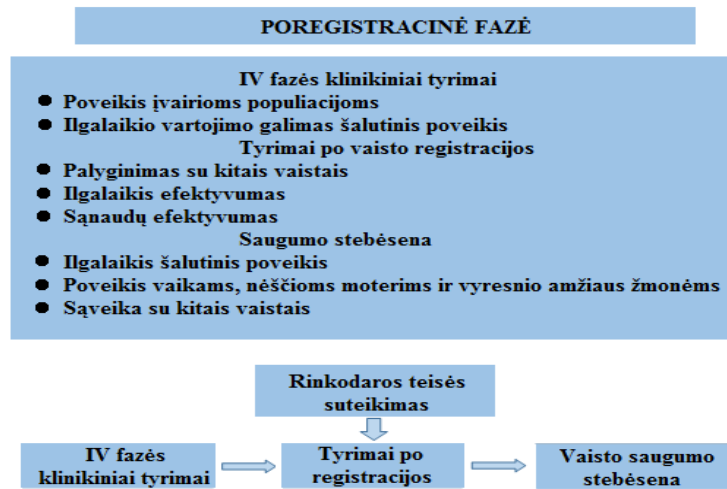 POREGISTRACINĖ FAZĖ
IV fazės klinikiniai tyrimai
● Poveikis įvairioms populiacijoms
● Ilgalaikio vartojimo galimas šalutinis poveikis
Tyrimai po vaisto registracijos
● Palyginimas su kitais vaistais
● Ilgalaikis efektyvumas
● Sąnaudų efektyvumas
Saugumo stebėsena
● Ilgalaikis šalutinis poveikis
● Poveikis vaikams, nėščioms moterims ir vyresnio amžiaus žmonėms
● Sąveika su kitais vaistais
Rinkodaros teisės
suteikimas
IV fazės
klinikiniai tyrimai
Tyrimai po
registracijos
Vaisto saugumo
stebėsena